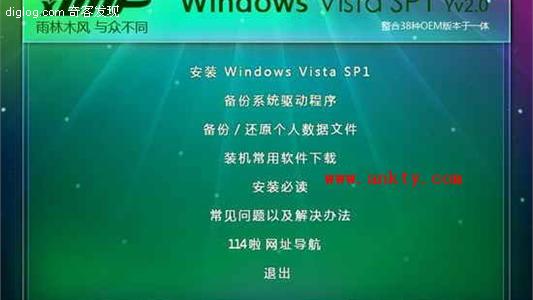 diglog.com 奇客发现
雨林木风 与众不同
Windows Vista SP1 Yv2.0
整合38种OEM版本于一体
安装 Windows Vista SP1
备份系统驱动程序
备份 / 还原个人数据文件
装机常用软件下载
www.unkty.com
安装必读
常见问题以及解决办法
114啦 网址导航
退出